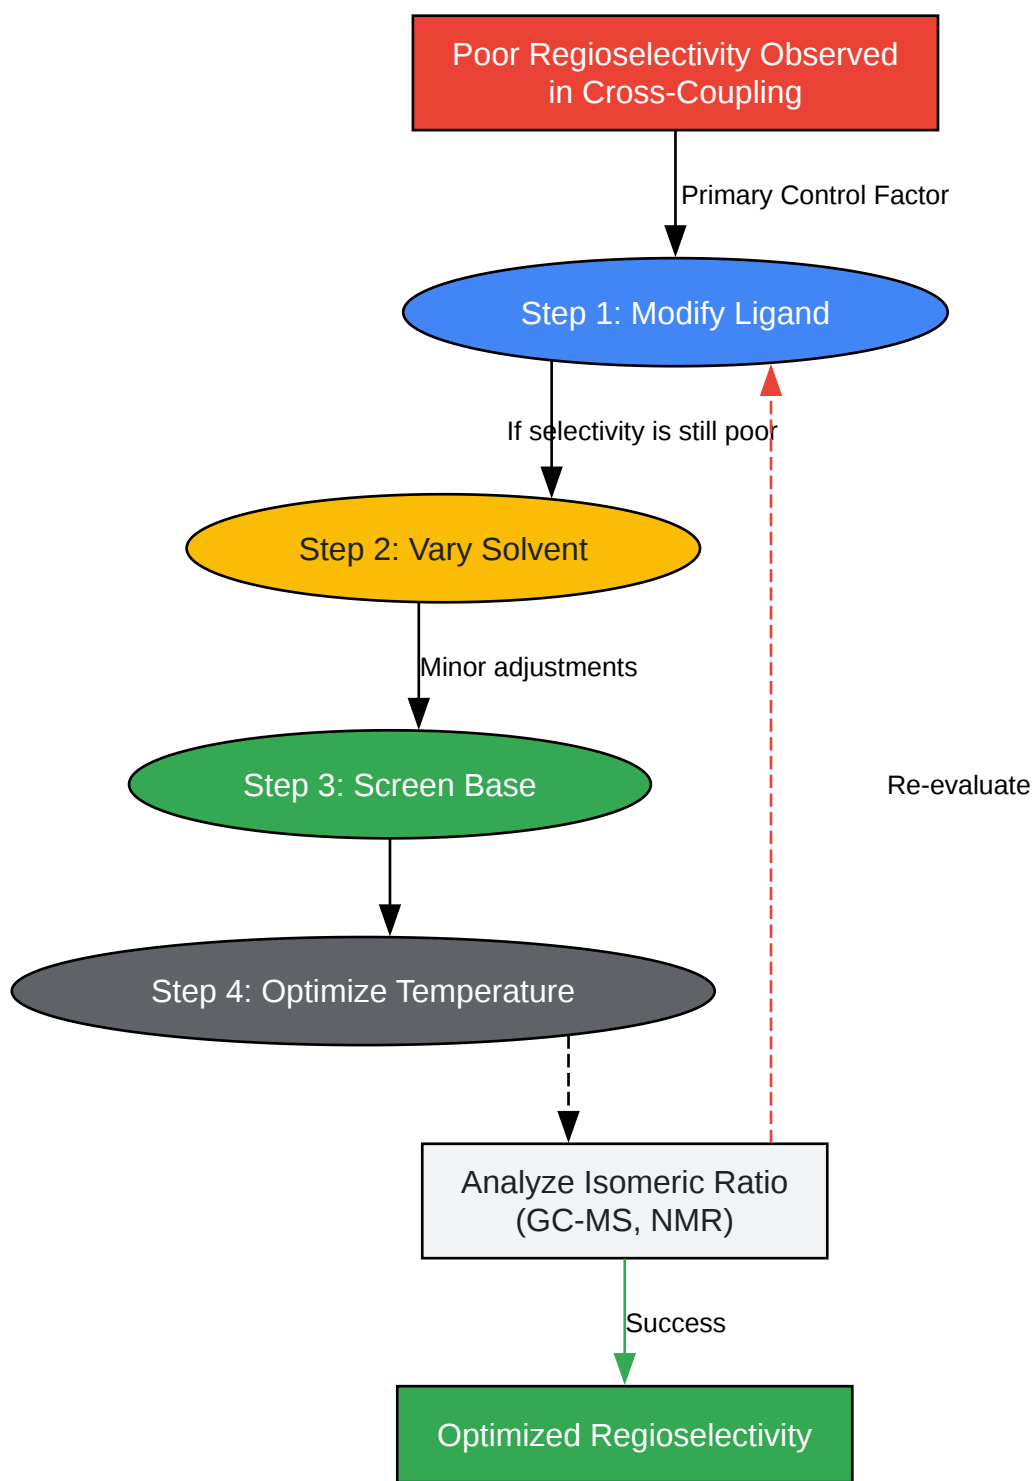 Poor Regioselectivity Observed
in Cross-Coupling
Primary Control Factor
Step 1: Modify Ligand
If selectivity is still poor
Step 2: Vary Solvent
Minor adjustments
Step 3: Screen Base
Re-evaluate
Step 4: Optimize Temperature
Analyze Isomeric Ratio
(GC-MS, NMR)
Success
Optimized Regioselectivity